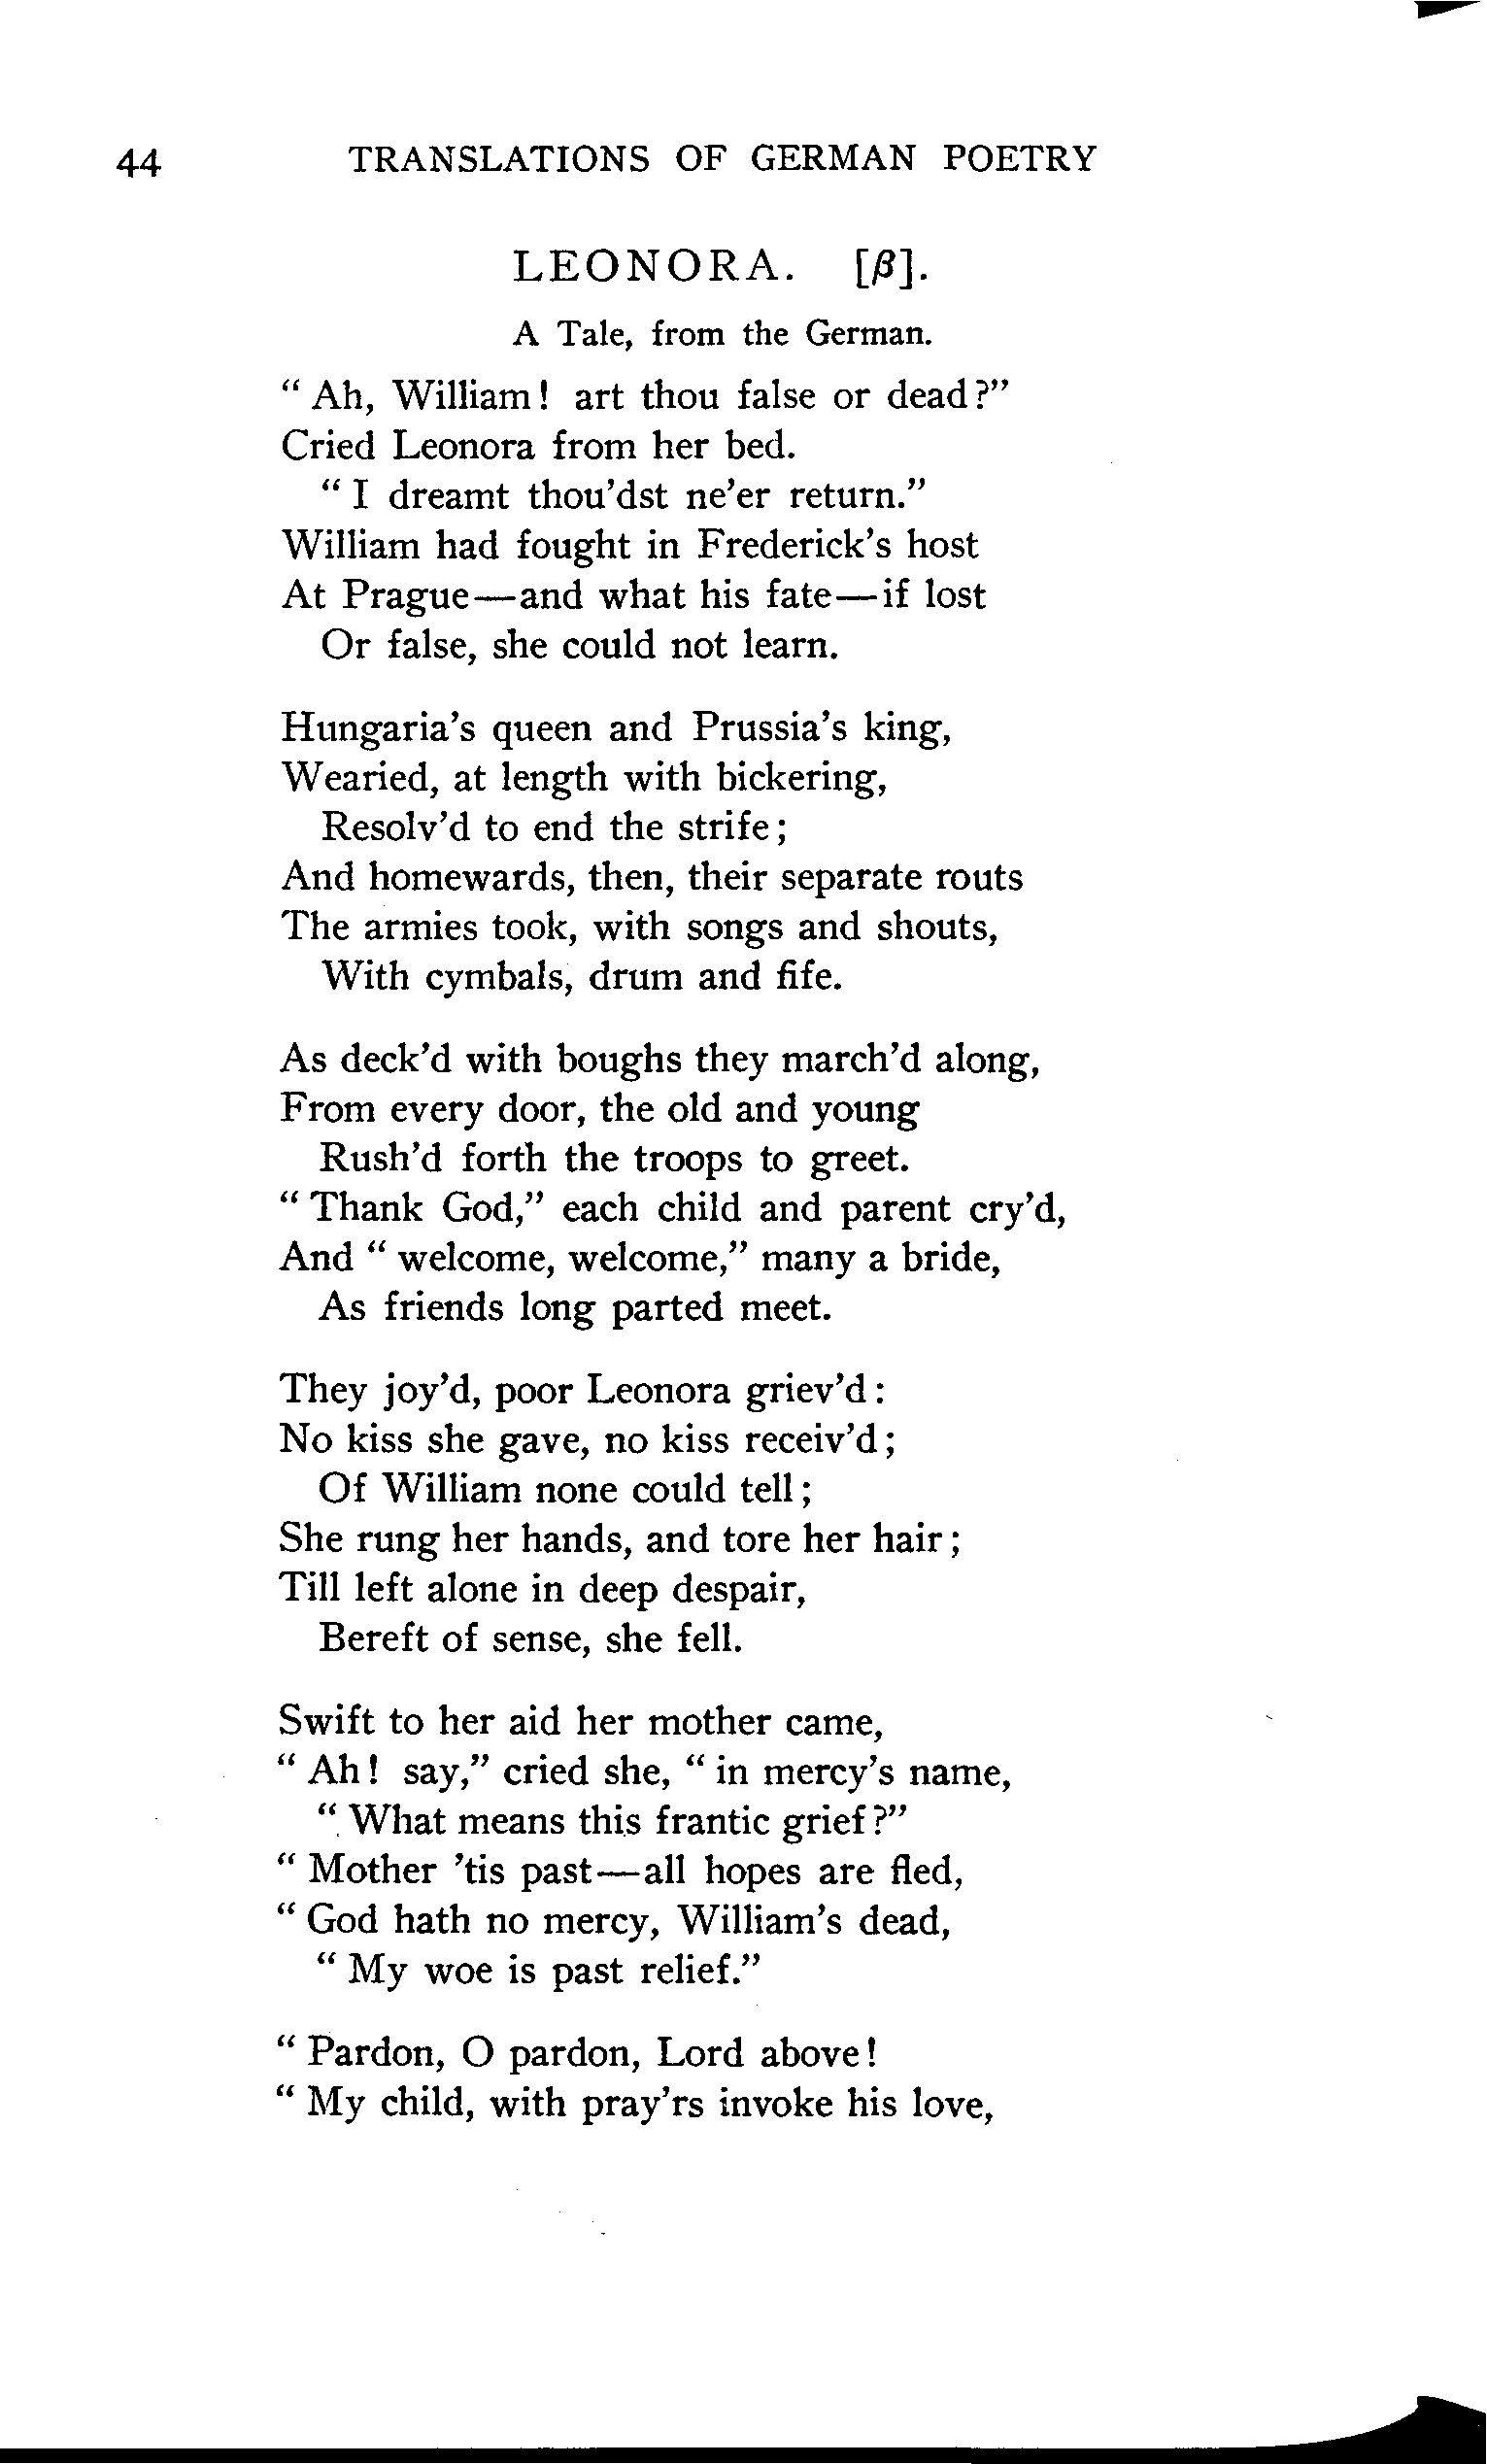 44 TRANSLATIONS OF GERMAN POETRY
LEONORA. [β].
A Tale, from the German.
“ Ah, William! art thou false or dead?”
Cried Leonora from her bed.
“ I dreamt thou'dst ne'er return.”
William had fought in Frederick's host
At Prague—and what his fate—if lost
Or false, she could not learn.
Hungaria's queen and Prussia's king,
Wearied, at length with bickering,
Resolv'd to end the strife;
And homewards, then, their separate routs
The armies took, with songs and shouts,
With cymbals, drum and fife.
As deck'd with boughs they march'd along,
From every door, the old and young
Rush'd forth the troops to greet.
“ Thank God,” each child and parent cry'd,
And “ welcome, welcome,” many a bride,
As friends long parted meet.
They joy'd, poor Leonora griev'd:
No kiss she gave, no kiss receiv'd;
Of William none could tell;
She rung her hands, and tore her hair;
Till left alone in deep despair,
Bereft of sense, she fell.
Swift to her aid her mother came,
“ Ah! say,” cried she, “ in mercy's name,
“ What means this frantic grief?”
“ Mother 'tis past—all hopes are fled,
“ God hath no mercy, William's dead,
“ My woe is past relief.”
“ Pardon, O pardon, Lord above!
“ My child, with pray'rs invoke his love,